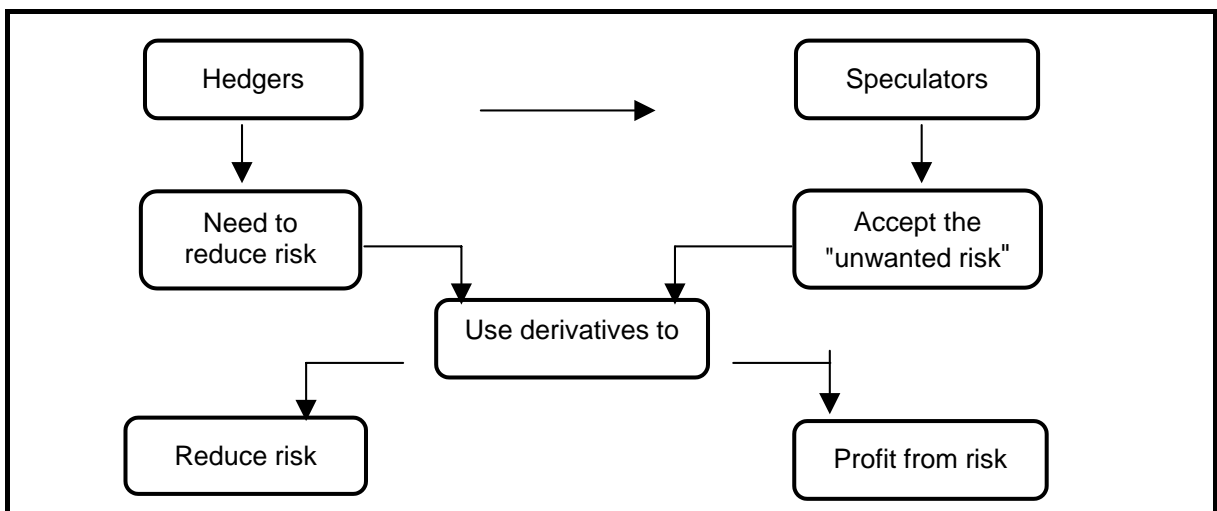 Hedgers
Speculators
Need to
reduce risk
Accept the
"unwanted risk"
Use derivatives to
Reduce risk
Profit from risk